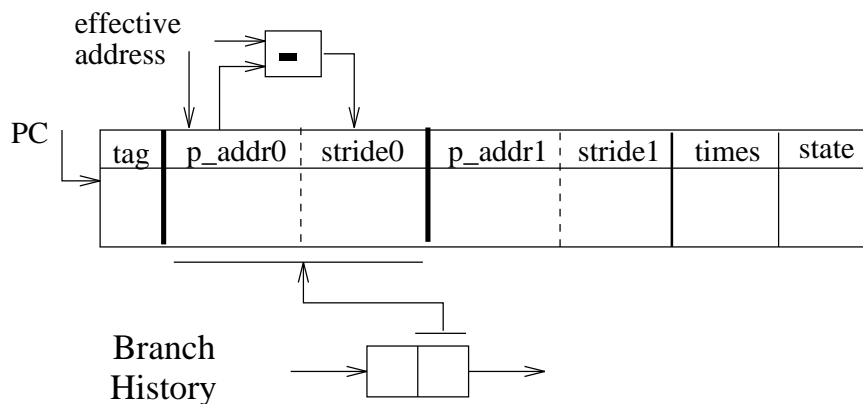 effective
address
-
PC
tag p_addr0 stride0 p_addr1 stride1 times state
Branch
History